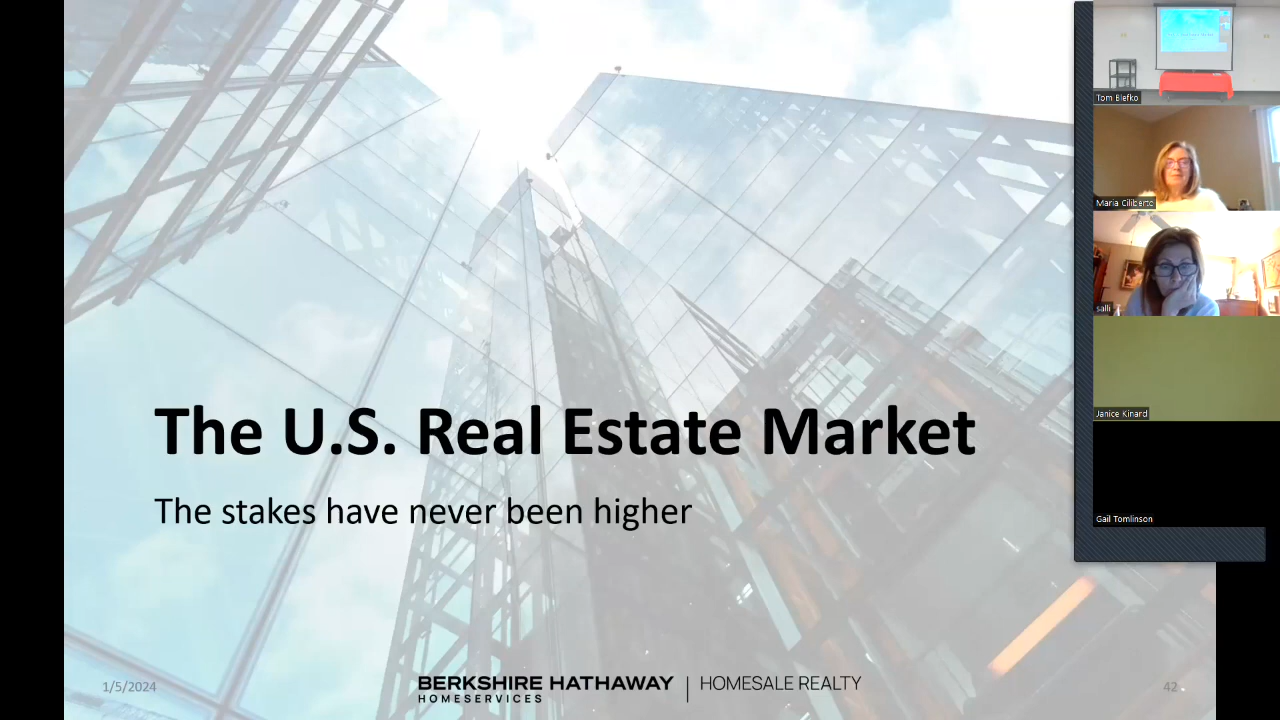 The U.S. Real Estate Market
The stakes have never been higher
1/5/2024
BERKSHIRE HATHAWAY
HOMESERVICES
HOMESALE REALTY
42
Tom Blefko
Maria Ciliberto
salli
Janice Kinard
Gail Tomlinson